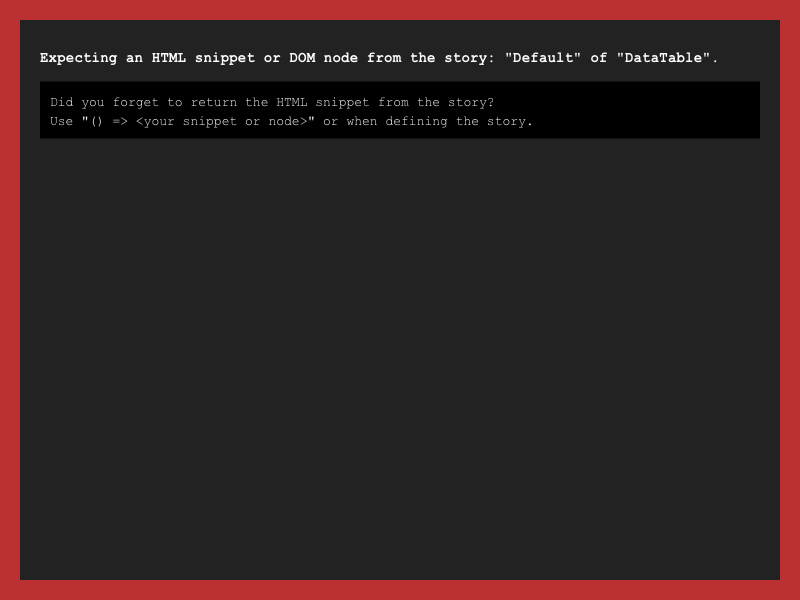 Expecting an HTML snippet or DOM node from the story: "Default" of "DataTable".
Did you forget to return the HTML snippet from the story?
Use "() => <your snippet or node>" or when defining the story.